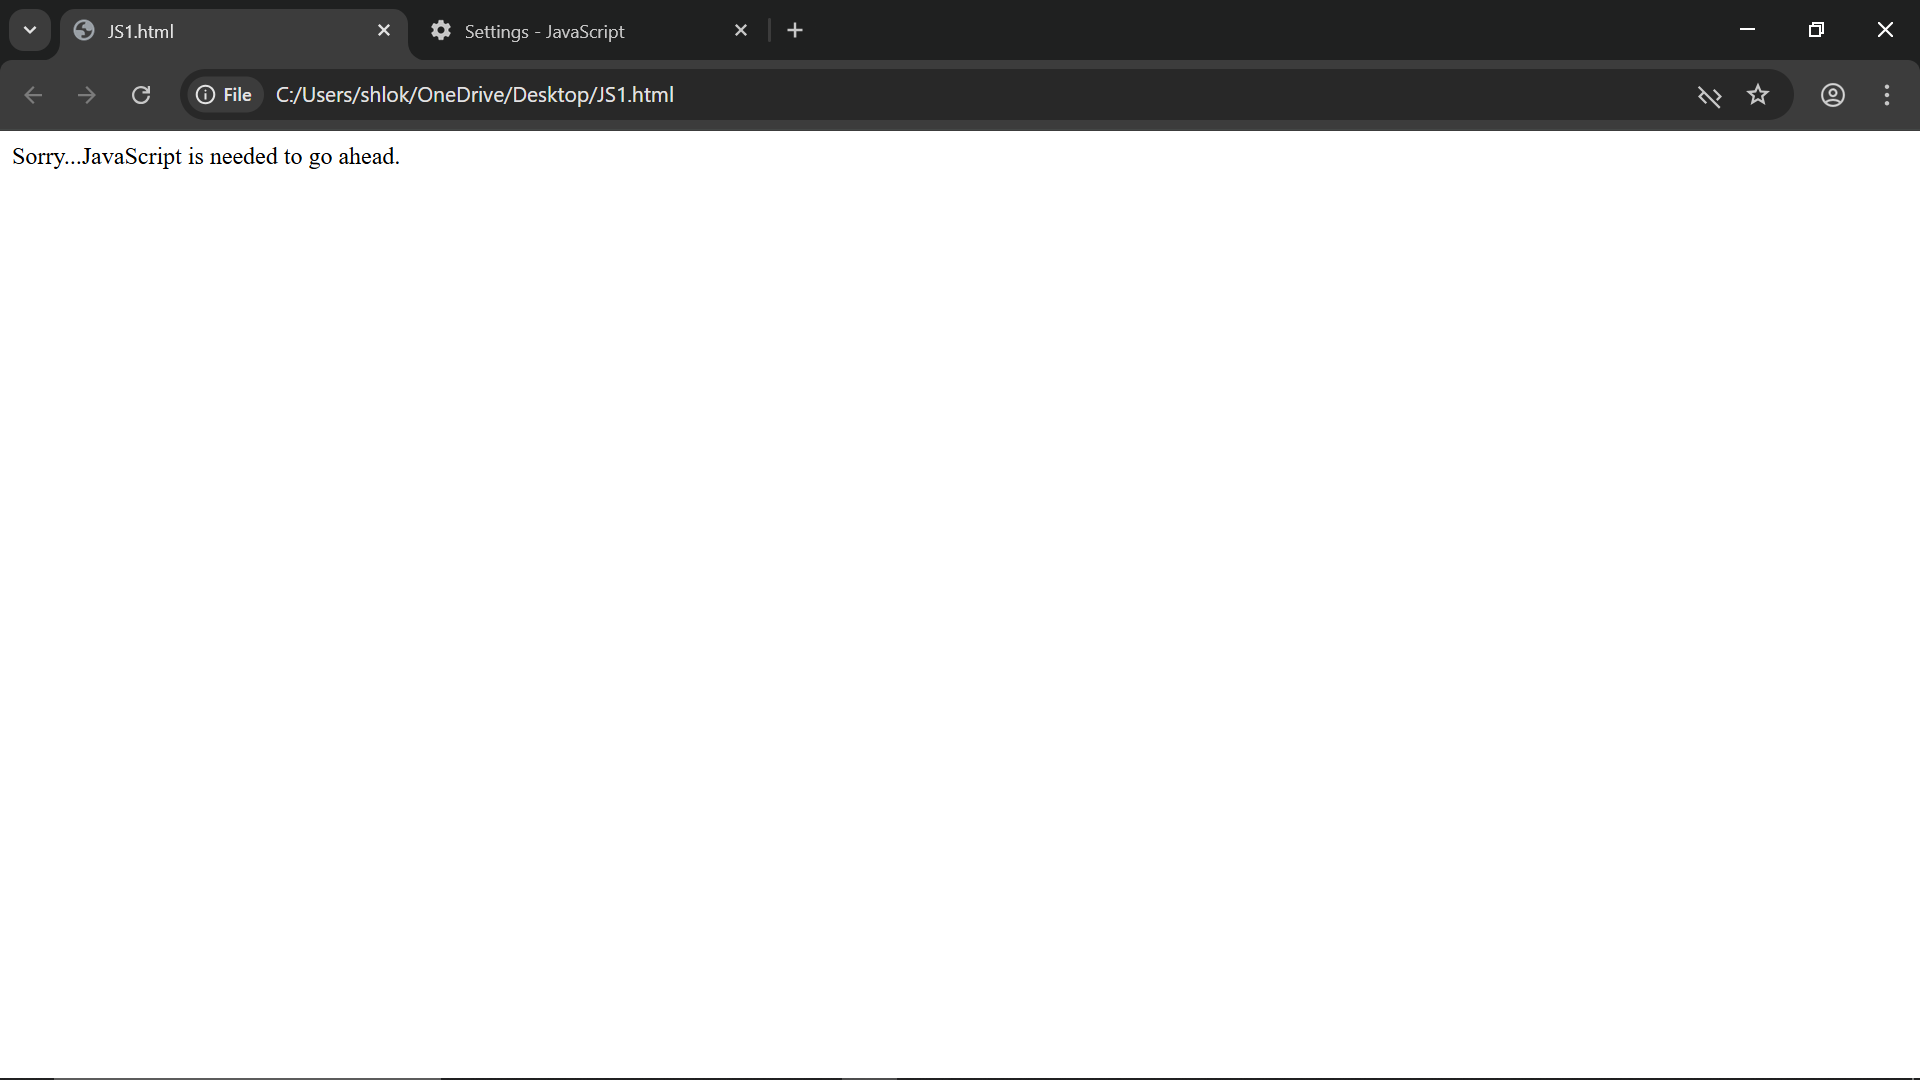 JS1.html
Settings - JavaScript
File
C:/Users/shlok/OneDrive/Desktop/JS1.html
Sorry...JavaScript is needed to go ahead.